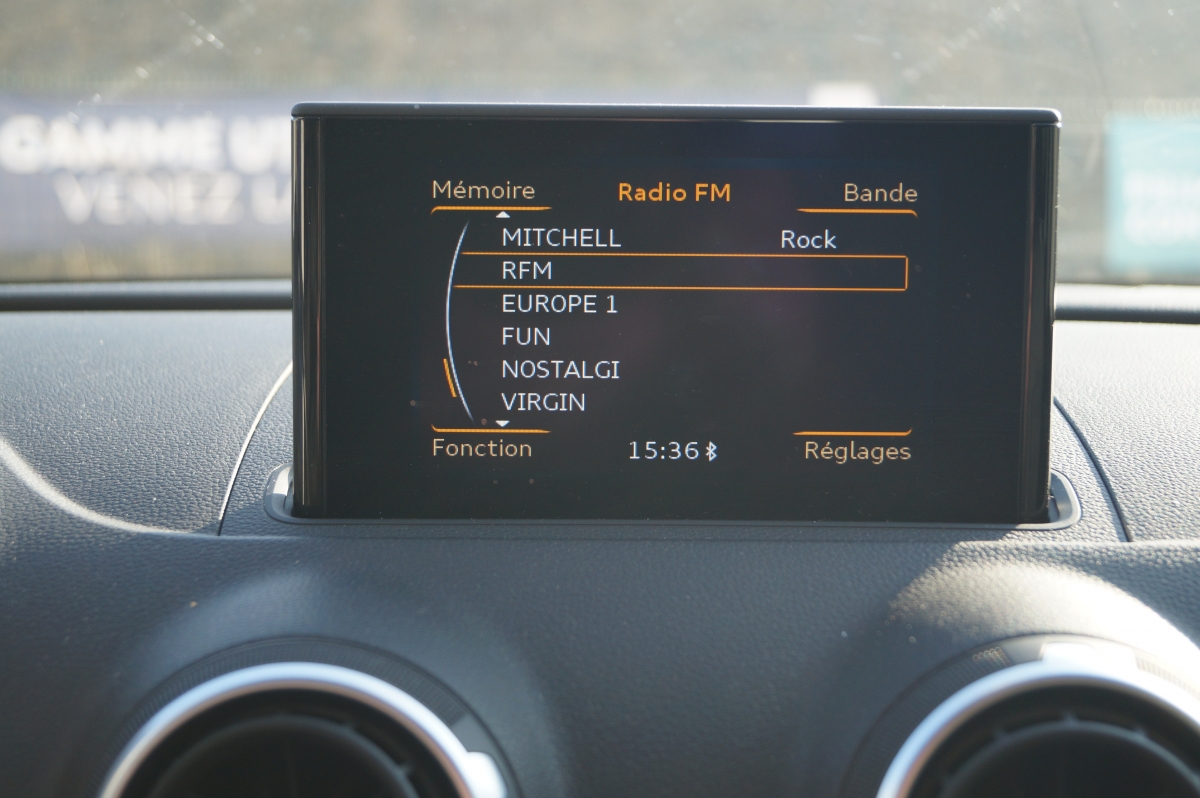 GAMME
VENEZ
Mémoire Radio FM Bande
MITCHELL Rock
RFM
EUROPE 1
FUN
NOSTALGI
VIRGIN
Fonction 15:36 Réglages